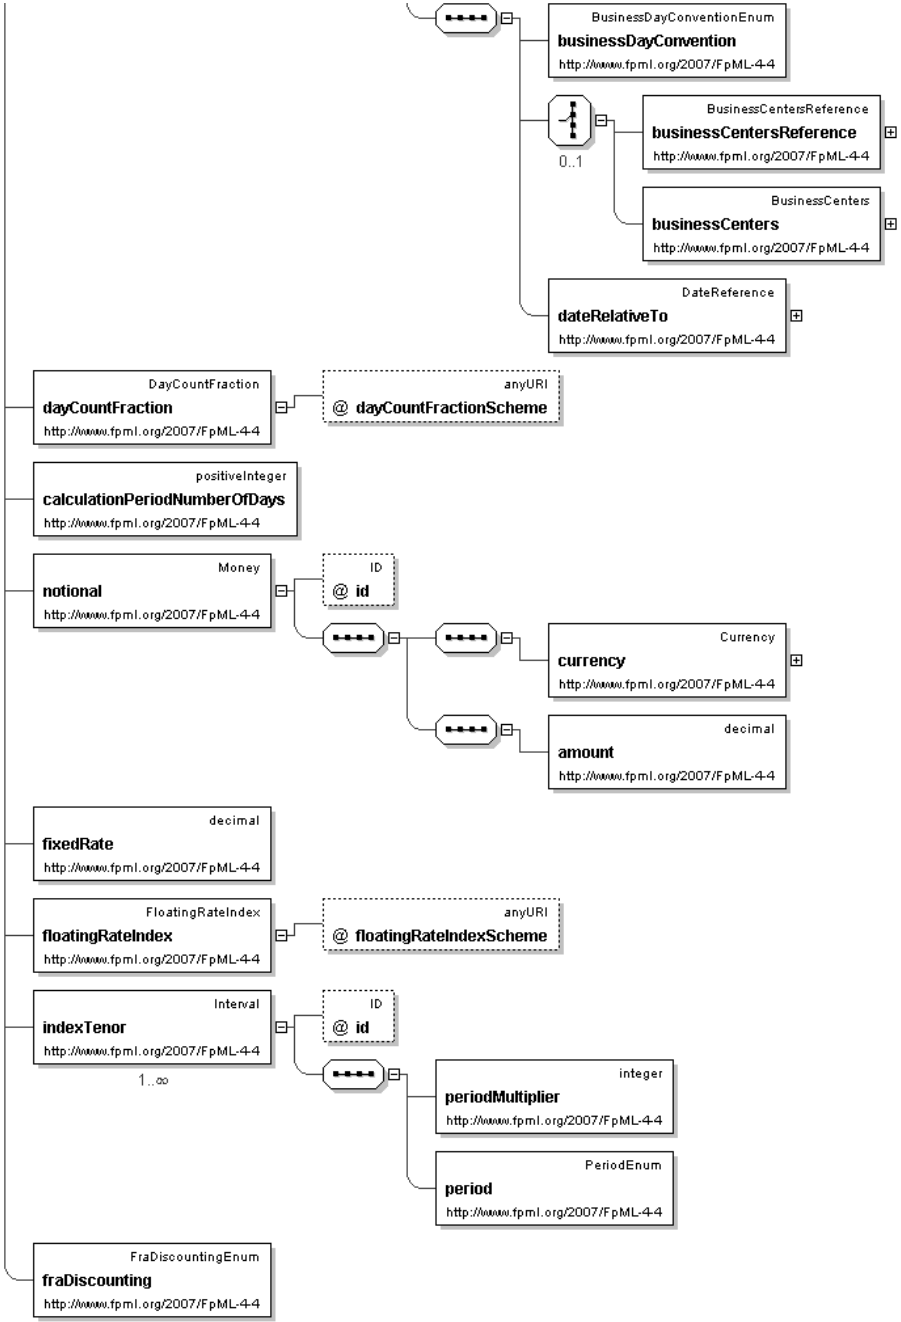 BusinessDayConventionEnum
businessDayConvention
http://www.fpml.org/2007/FpML-4-4
0..1
BusinessCentersReference
businessCentersReference
http://www.fpml.org/2007/FpML-4-4
BusinessCenters
businessCenters
http://www.fpml.org/2007/FpML-4-4
DateReference
dateRelativeTo
http://www.fpml.org/2007/FpML-4-4
DayCountFraction
dayCountFraction
http://www.fpml.org/2007/FpML-4-4
anyURI
@ dayCountFractionScheme
positiveInteger
calculationPeriodNumberOfDays
http://www.fpml.org/2007/FpML-4-4
Money
notional
http://www.fpml.org/2007/FpML-4-4
ID
@ id
Currency
currency
http://www.fpml.org/2007/FpML-4-4
decimal
amount
http://www.fpml.org/2007/FpML-4-4
decimal
fixedRate
http://www.fpml.org/2007/FpML-4-4
FloatingRateIndex
floatingRateIndex
http://www.fpml.org/2007/FpML-4-4
anyURI
@ floatingRateIndexScheme
Interval
indexTenor
http://www.fpml.org/2007/FpML-4-4
1..∞
ID
@ id
integer
periodMultiplier
http://www.fpml.org/2007/FpML-4-4
PeriodEnum
period
http://www.fpml.org/2007/FpML-4-4
FraDiscountingEnum
fraDiscounting
http://www.fpml.org/2007/FpML-4-4